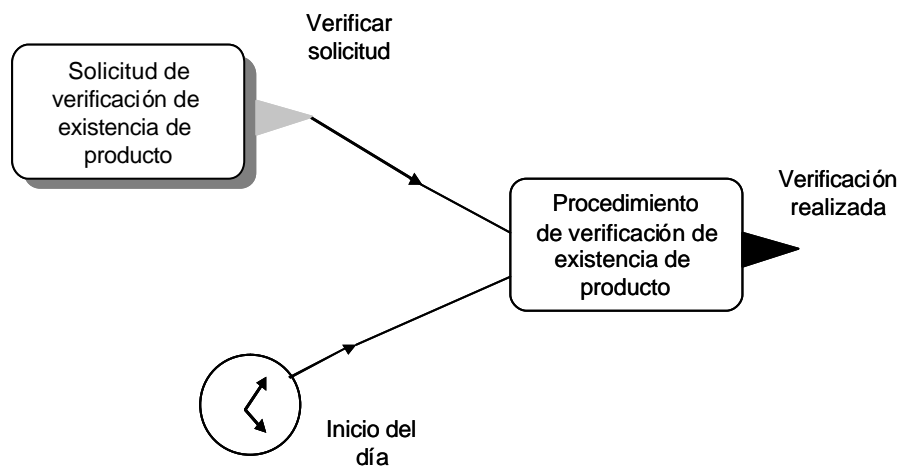 Verificar
solicitud
Solicitud de
verificación de
existencia de
producto
Procedimiento
de verificación de
existencia de
producto
Verificación
realizada
Inicio del
día